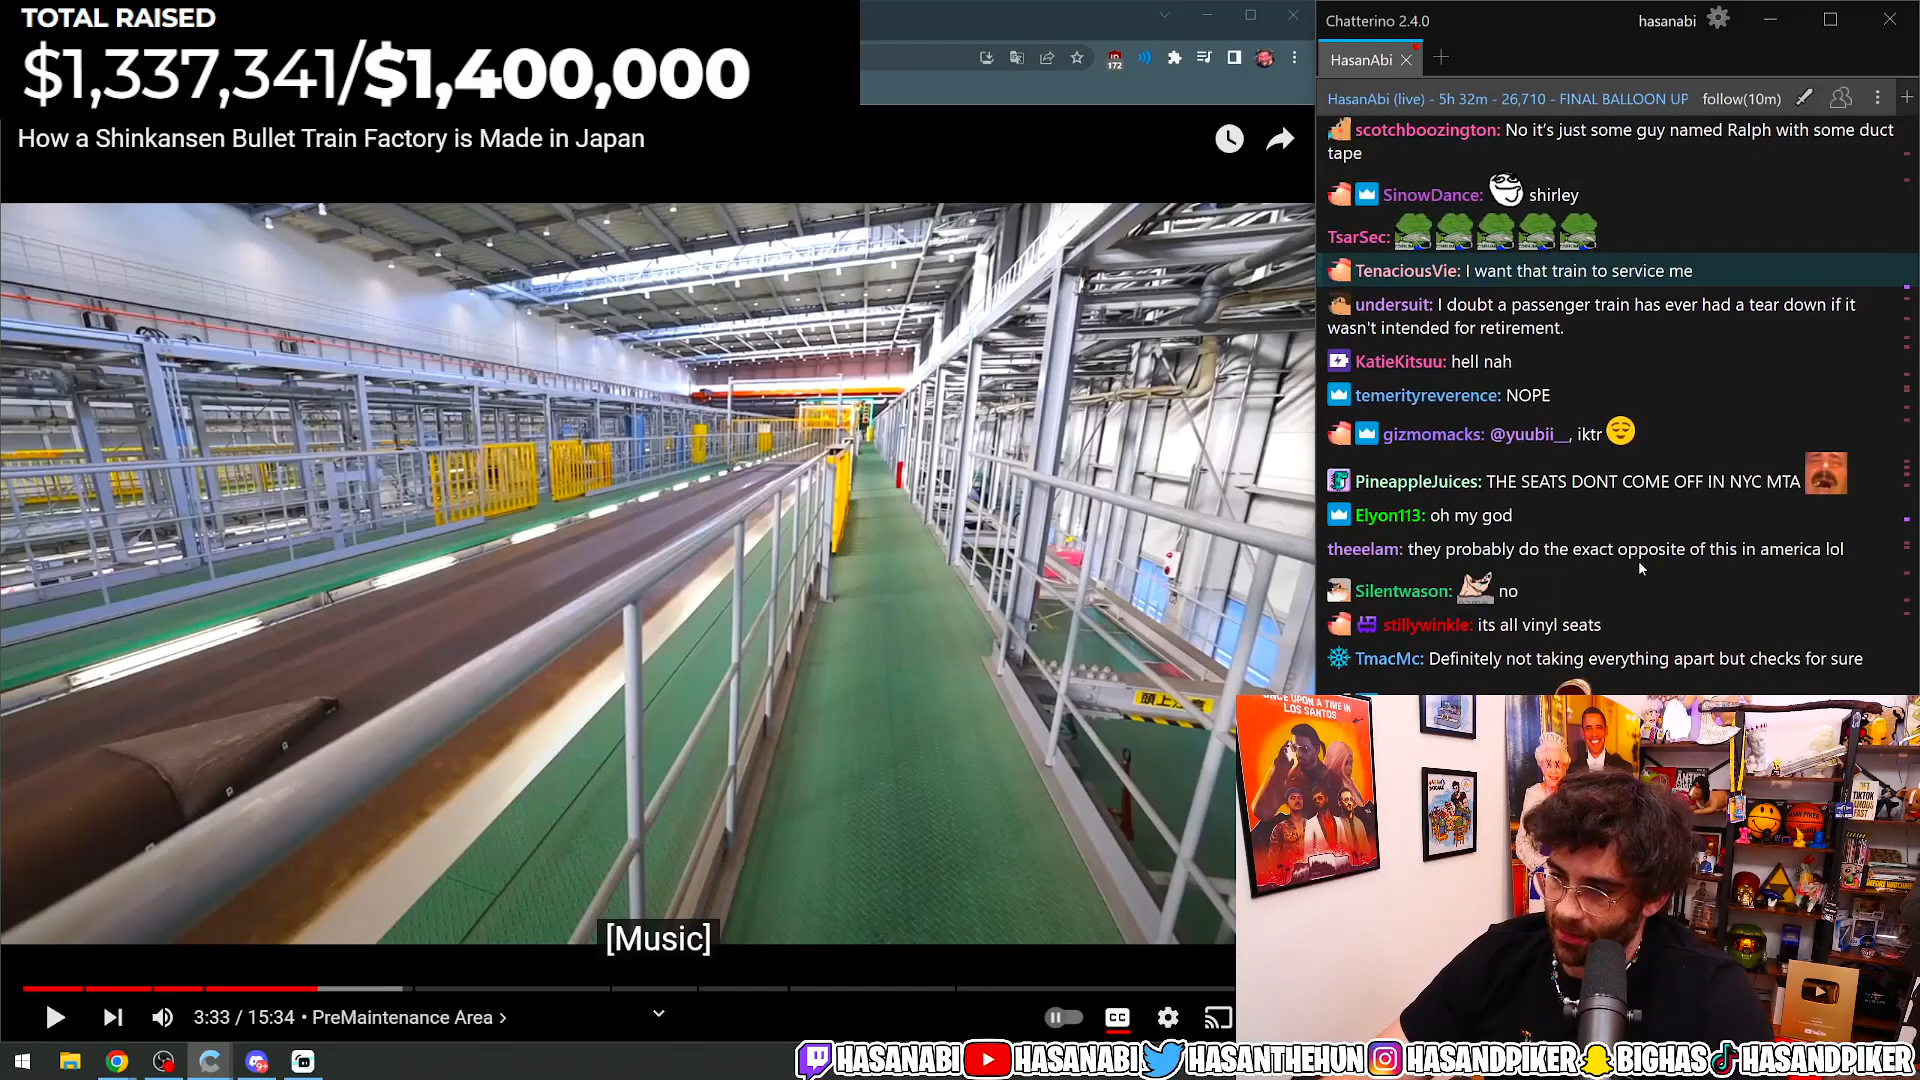 TOTAL RAISED
$1,337,341/$1,400,000
How a Shinkansen Bullet Train Factory is Made in Japan
172
Chatterino 2.4.0
hasanabi
HasanAbi
HasanAbi (live) - 5h 32m - 26,710 - FINAL BALLOON UP
follow(10m)
scotchboozington: No it's just some guy named Ralph with some duct
tape
SinowDance: shirley
TsarSec:
TenaciousVie: I want that train to service me
undersuit: I doubt a passenger train has ever had a tear down if it
wasn't intended for retirement.
KatieKitsuu: hell nah
temerityreverence: NOPE
gizmomacks: @yuubii__, iktr
PineappleJuices: THE SEATS DONT COME OFF IN NYC MTA
Elyon113: oh my god
theeelam: they probably do the exact opposite of this in america lol
Silentwason: no
stillywinkle: its all vinyl seats
TmacMc: Definitely not taking everything apart but checks for sure
頭上
ONCE UPON A TIME IN
LOS SANTOS
[Music]
3:33 / 15:34 • PreMaintenance Area >
CC
HASANABI HASANABI HASANTHEHUN HASANDPIKER BIGHAS HASANDPIKER